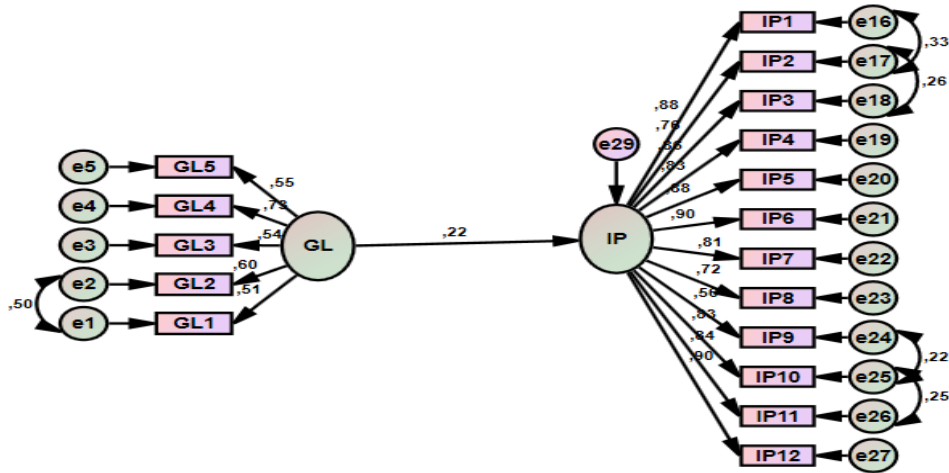 IP1 e16
,33
IP2 e17
,26
IP3 e18
,88
,76
,86
,83
,88
,90
,81
,72
,56
,83
,84
,90
e29
IP4 e19
IP5 e20
IP6 e21
IP7 e22
IP8 e23
IP9 e24
,22
IP10 e25
,25
IP11 e26
IP12 e27
e5 GL5
,55
e4 GL4
,73
e3 GL3
,54
GL
,22
IP
e2 GL2
,60
,50
e1 GL1
,51